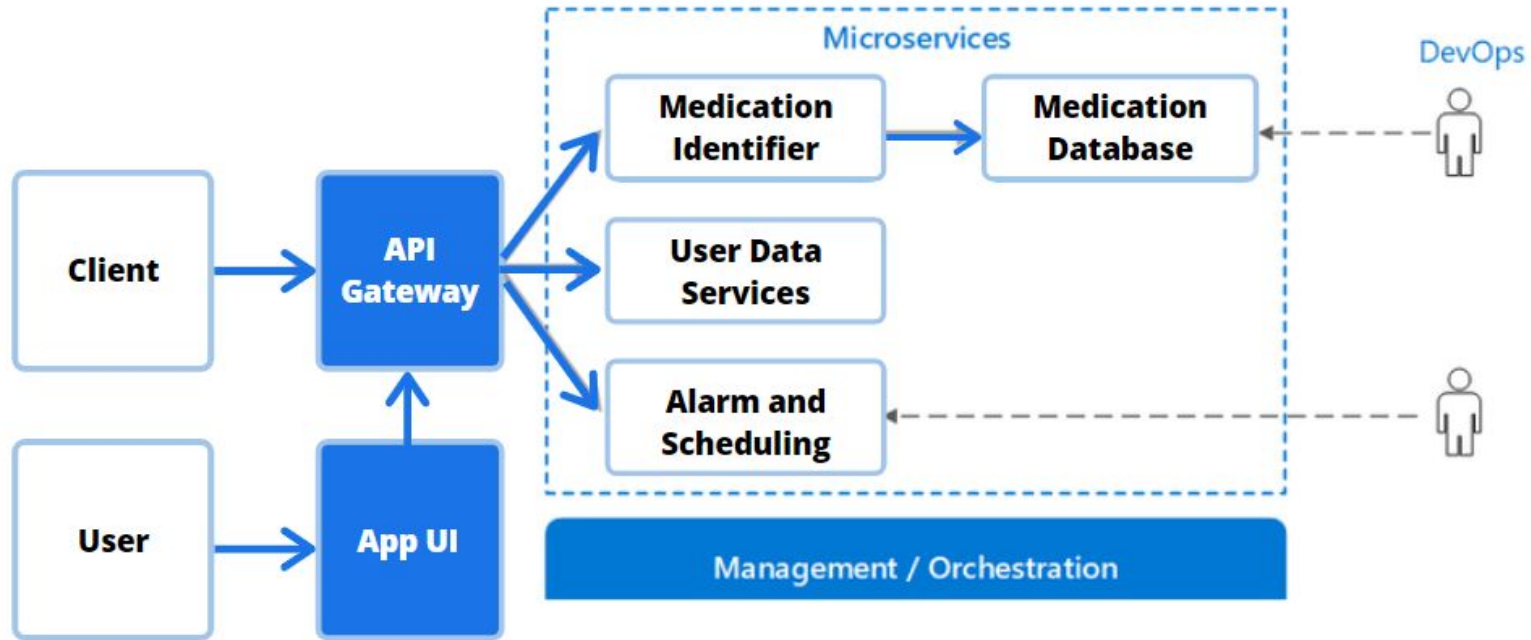 Microservices
DevOps
Medication
Identifier
Medication
Database
Client
API
Gateway
User Data
Services
Alarm and
Scheduling
User
App UI
Management / Orchestration